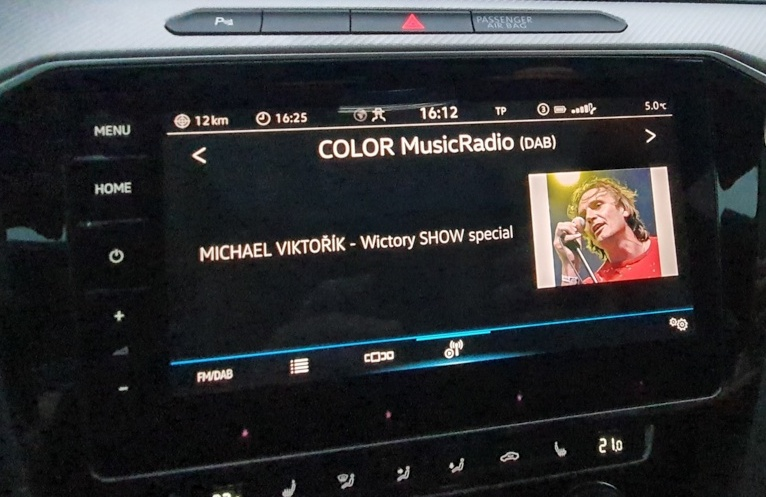 PASSENGER
AIR BAG
12km 16:25 16:12 TP 3 5.0°C
MENU
< COLOR MusicRadio (DAB) >
HOME
MICHAEL VIKTOŘÍK - Wictory SHOW special
+
-
FM/DAB
21.0